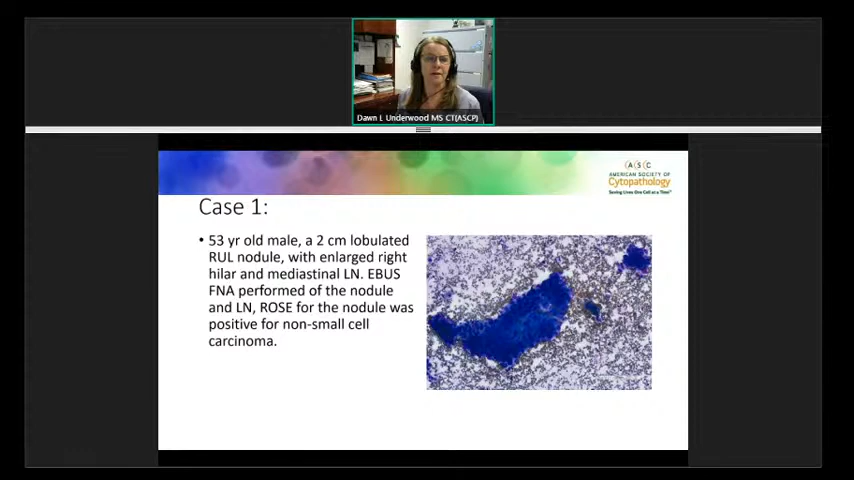 Dawn L Underwood MS CT(ASCP)
ASC
AMERICAN SOCIETY OF
Cytopathology
Saving Lives One Cell at a Time™
Case 1:
• 53 yr old male, a 2 cm lobulated
RUL nodule, with enlarged right
hilar and mediastinal LN. EBUS
FNA performed of the nodule
and LN, ROSE for the nodule was
positive for non-small cell
carcinoma.